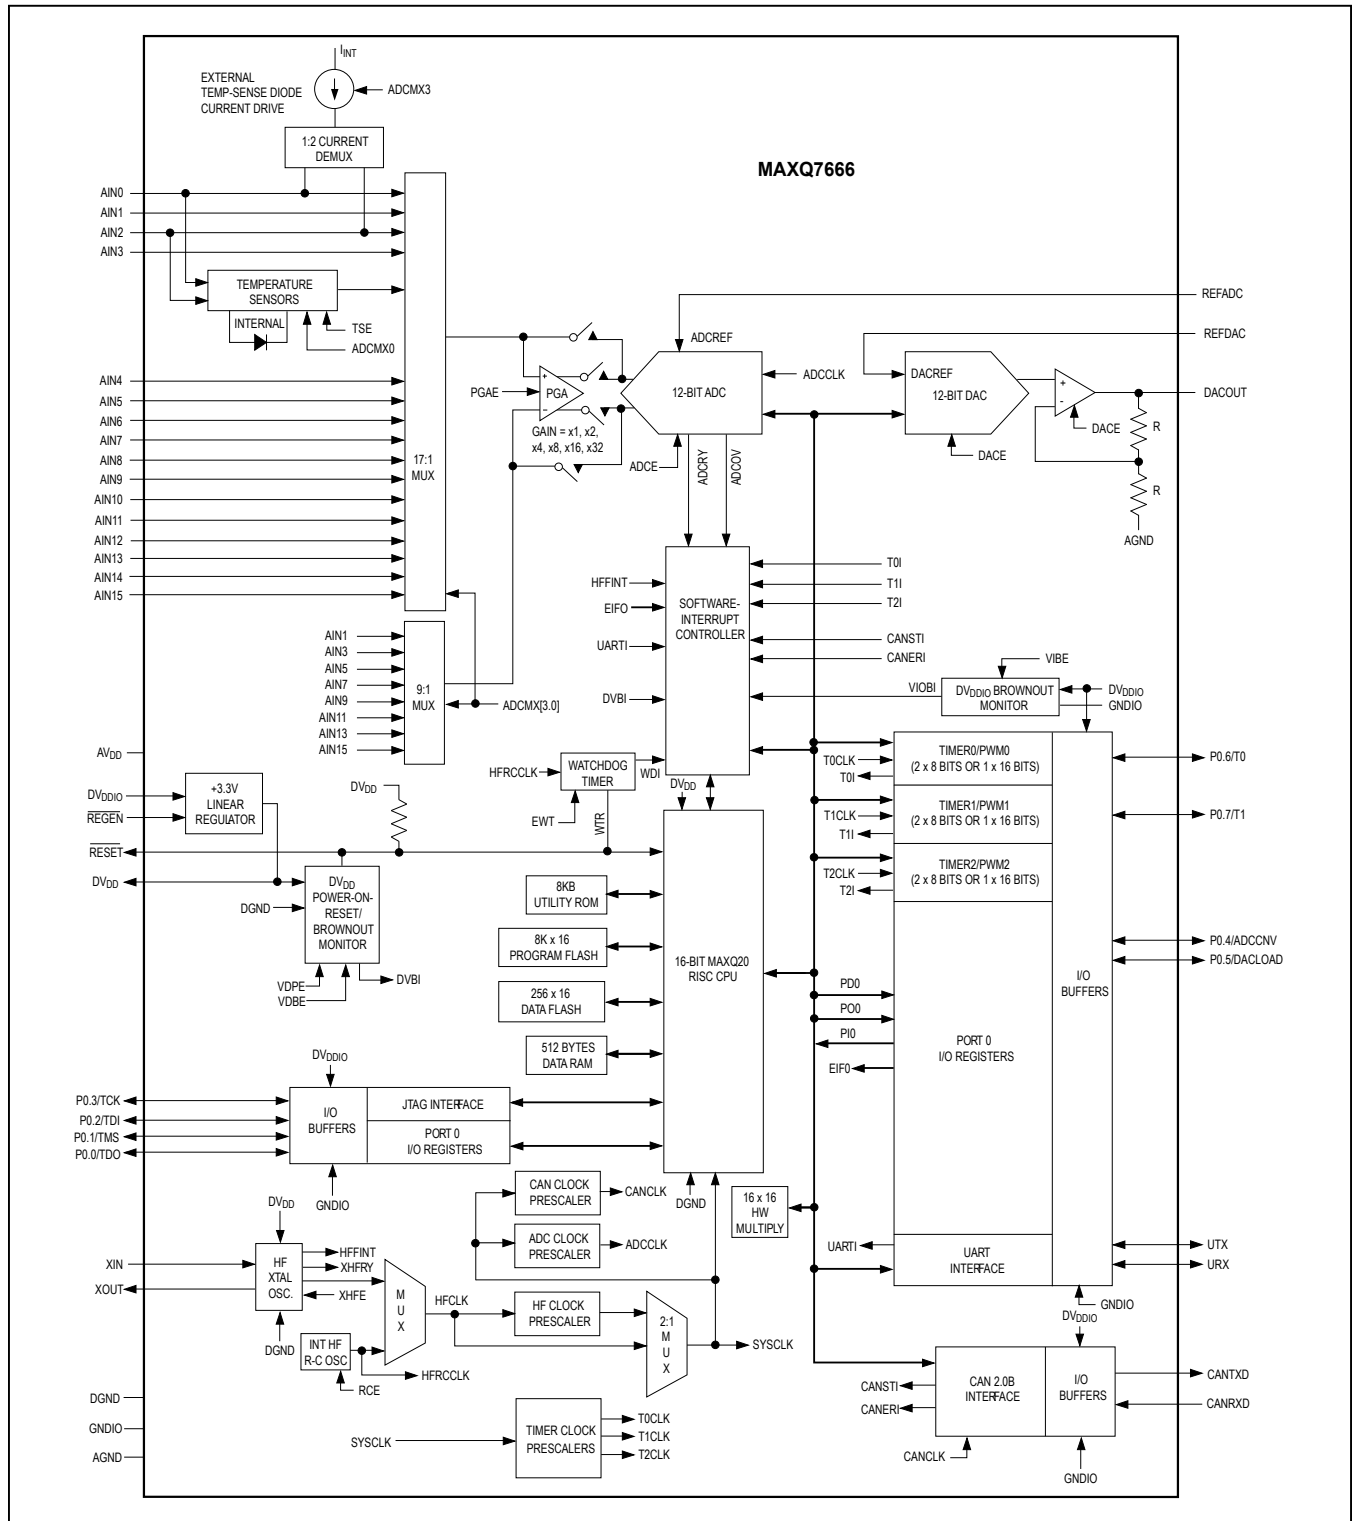 I_INT
EXTERNAL
TEMP-SENSE DIODE
CURRENT DRIVE
ADCMX3
1:2 CURRENT
DEMUX
MAXQ7666
AIN0
AIN1
AIN2
AIN3
TEMPERATURE
SENSORS
INTERNAL
TSE
ADCMX0
AIN4
AIN5
AIN6
AIN7
AIN8
AIN9
AIN10
AIN11
AIN12
AIN13
AIN14
AIN15
17:1
MUX
AIN1
AIN3
AIN5
AIN7
AIN9
AIN11
AIN13
AIN15
9:1
MUX
ADCMX[3.0]
PGAE
+
PGA
−
GAIN = x1, x2,
x4, x8, x16, x32
ADCREF
12-BIT ADC
ADCCLK
ADCE
ADCRY
ADCOV
REFADC
REFDAC
DACREF
12-BIT DAC
DACE
+
-
DACE
DACOUT
R
R
AGND
HFFINT
EIFO
UARTI
DVBI
SOFTWARE-
INTERRUPT
CONTROLLER
T0I
T1I
T2I
CANSTI
CANERI
VIOBI
VIBE
DV_DDIO BROWNOUT
MONITOR
DV_DDIO
GNDIO
AV_DD
DV_DDIO
REGEN
+3.3V
LINEAR
REGULATOR
DV_DD
HFRCCLK
WATCHDOG
TIMER
WDI
EWT
WTR
DV_DD
RESET
DV_DD
DGND
DV_DD
POWER-ON-
RESET/
BROWNOUT
MONITOR
VDPE
VDBE
DVBI
8KB
UTILITY ROM
8K x 16
PROGRAM FLASH
256 x 16
DATA FLASH
512 BYTES
DATA RAM
16-BIT MAXQ20
RISC CPU
DGND
TIMER0/PWM0
(2 x 8 BITS OR 1 x 16 BITS)
T0CLK
T0I
TIMER1/PWM1
(2 x 8 BITS OR 1 x 16 BITS)
T1CLK
T1I
TIMER2/PWM2
(2 x 8 BITS OR 1 x 16 BITS)
T2CLK
T2I
PD0
PO0
PI0
EIF0
PORT 0
I/O REGISTERS
I/O
BUFFERS
P0.6/T0
P0.7/T1
P0.4/ADCCNV
P0.5/DACLOAD
UARTI
UART
INTERFACE
UTX
URX
GNDIO
DV_DDIO
P0.3/TCK
P0.2/TDI
P0.1/TMS
P0.0/TDO
DV_DDIO
I/O
BUFFERS
JTAG INTERFACE
PORT 0
I/O REGISTERS
GNDIO
CAN CLOCK
PRESCALER
CANCLK
ADC CLOCK
PRESCALER
ADCCLK
16 x 16
HW
MULTIPLY
DV_DD
XIN
XOUT
HF
XTAL
OSC.
HFFINT
XHFRY
XHFE
DGND
INT HF
R-C OSC
RCE
HFRCCLK
MUX
HFCLK
HF CLOCK
PRESCALER
2:1
MUX
SYSCLK
SYSCLK
TIMER CLOCK
PRESCALERS
T0CLK
T1CLK
T2CLK
CANSTI
CANERI
CAN 2.0B
INTERFACE
I/O
BUFFERS
CANTXD
CANRXD
CANCLK
GNDIO
DGND
GNDIO
AGND